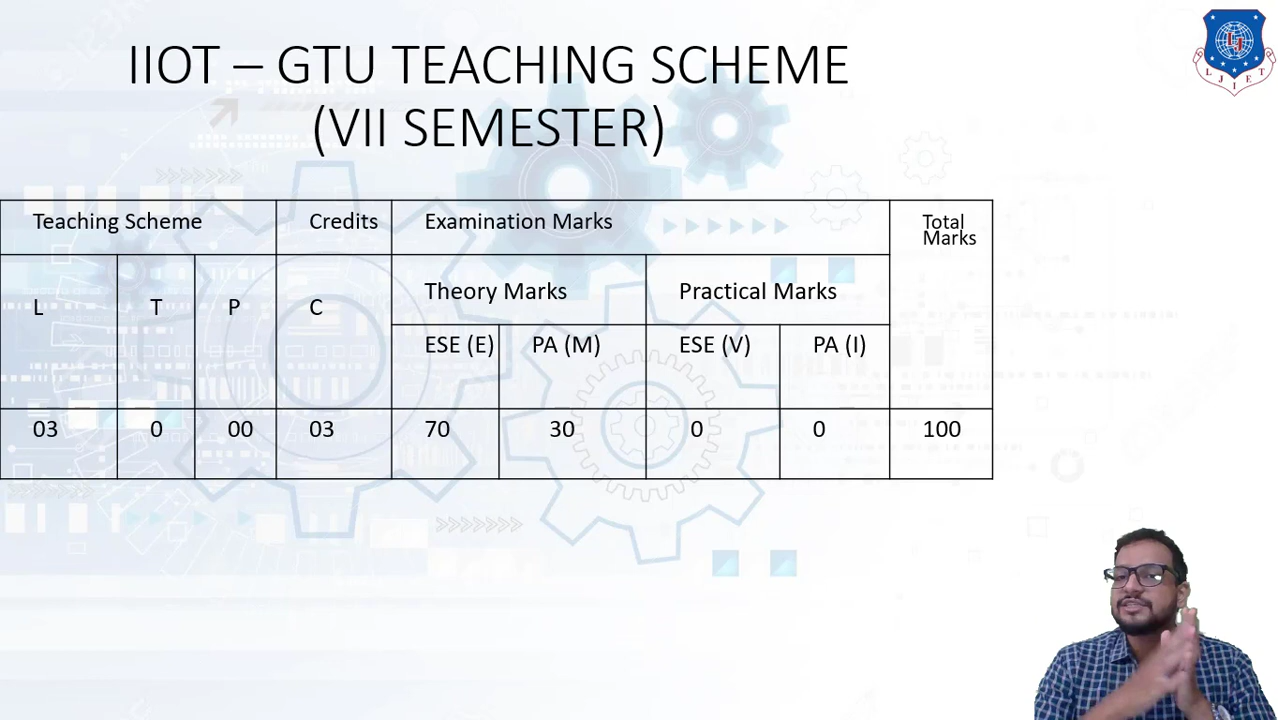 IIOT – GTU TEACHING SCHEME
(VII SEMESTER)
LJIET
Teaching Scheme Credits Examination Marks Total
Marks
L T P C Theory Marks Practical Marks
ESE (E) PA (M) ESE (V) PA (I)
03 0 00 03 70 30 0 0 100